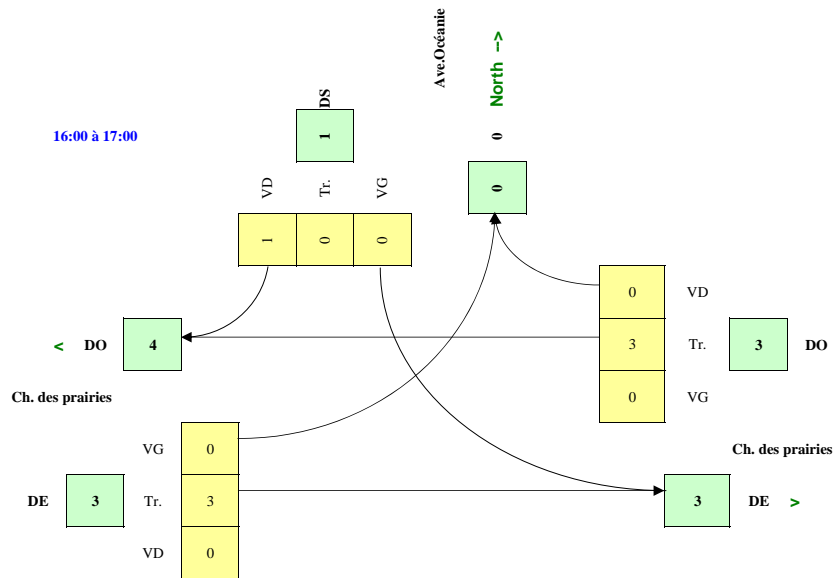 Ave.Océanie
North -->
DS
16:00 à 17:00
1
0
VD
Tr.
VG
0
1
0
0
0
VD
< DO
4
3
Tr.
3
DO
Ch. des prairies
0
VG
VG
0
Ch. des prairies
DE
3
Tr.
3
3
DE >
VD
0